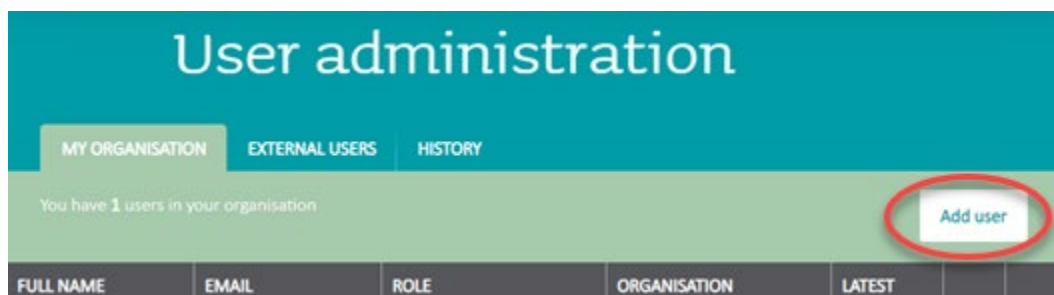 User administration
MY ORGANISATION EXTERNAL USERS HISTORY
You have 1 users in your organisation
Add user
FULL NAME EMAIL ROLE ORGANISATION LATEST